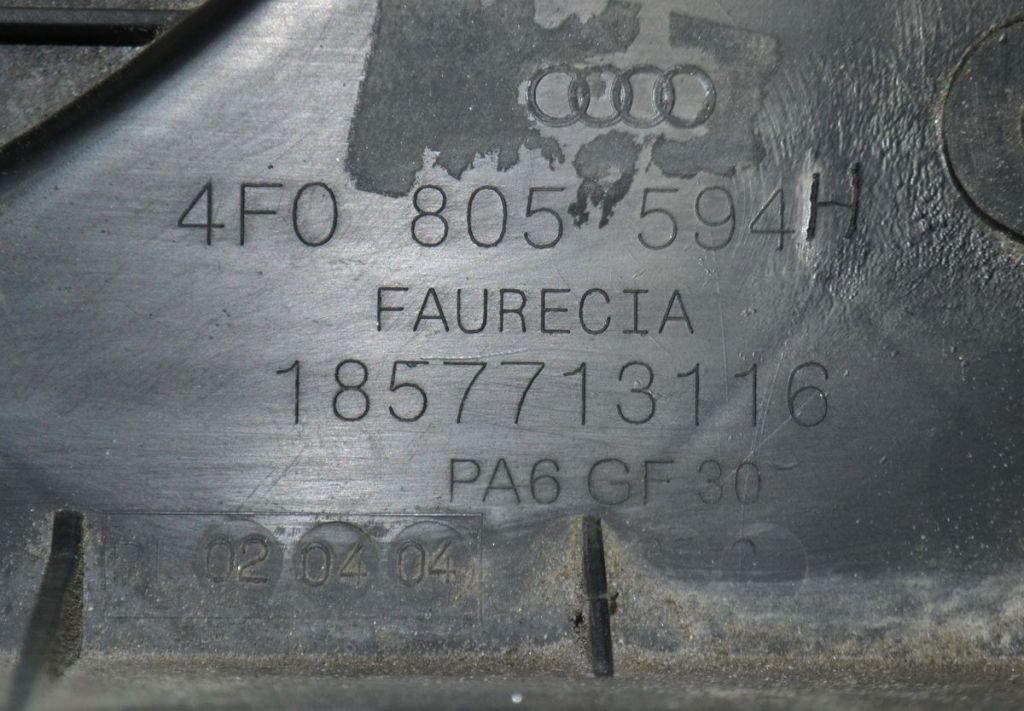 4F0 805 594H
FAURECIA
1857713116
PA6 GF 30
02 04 04